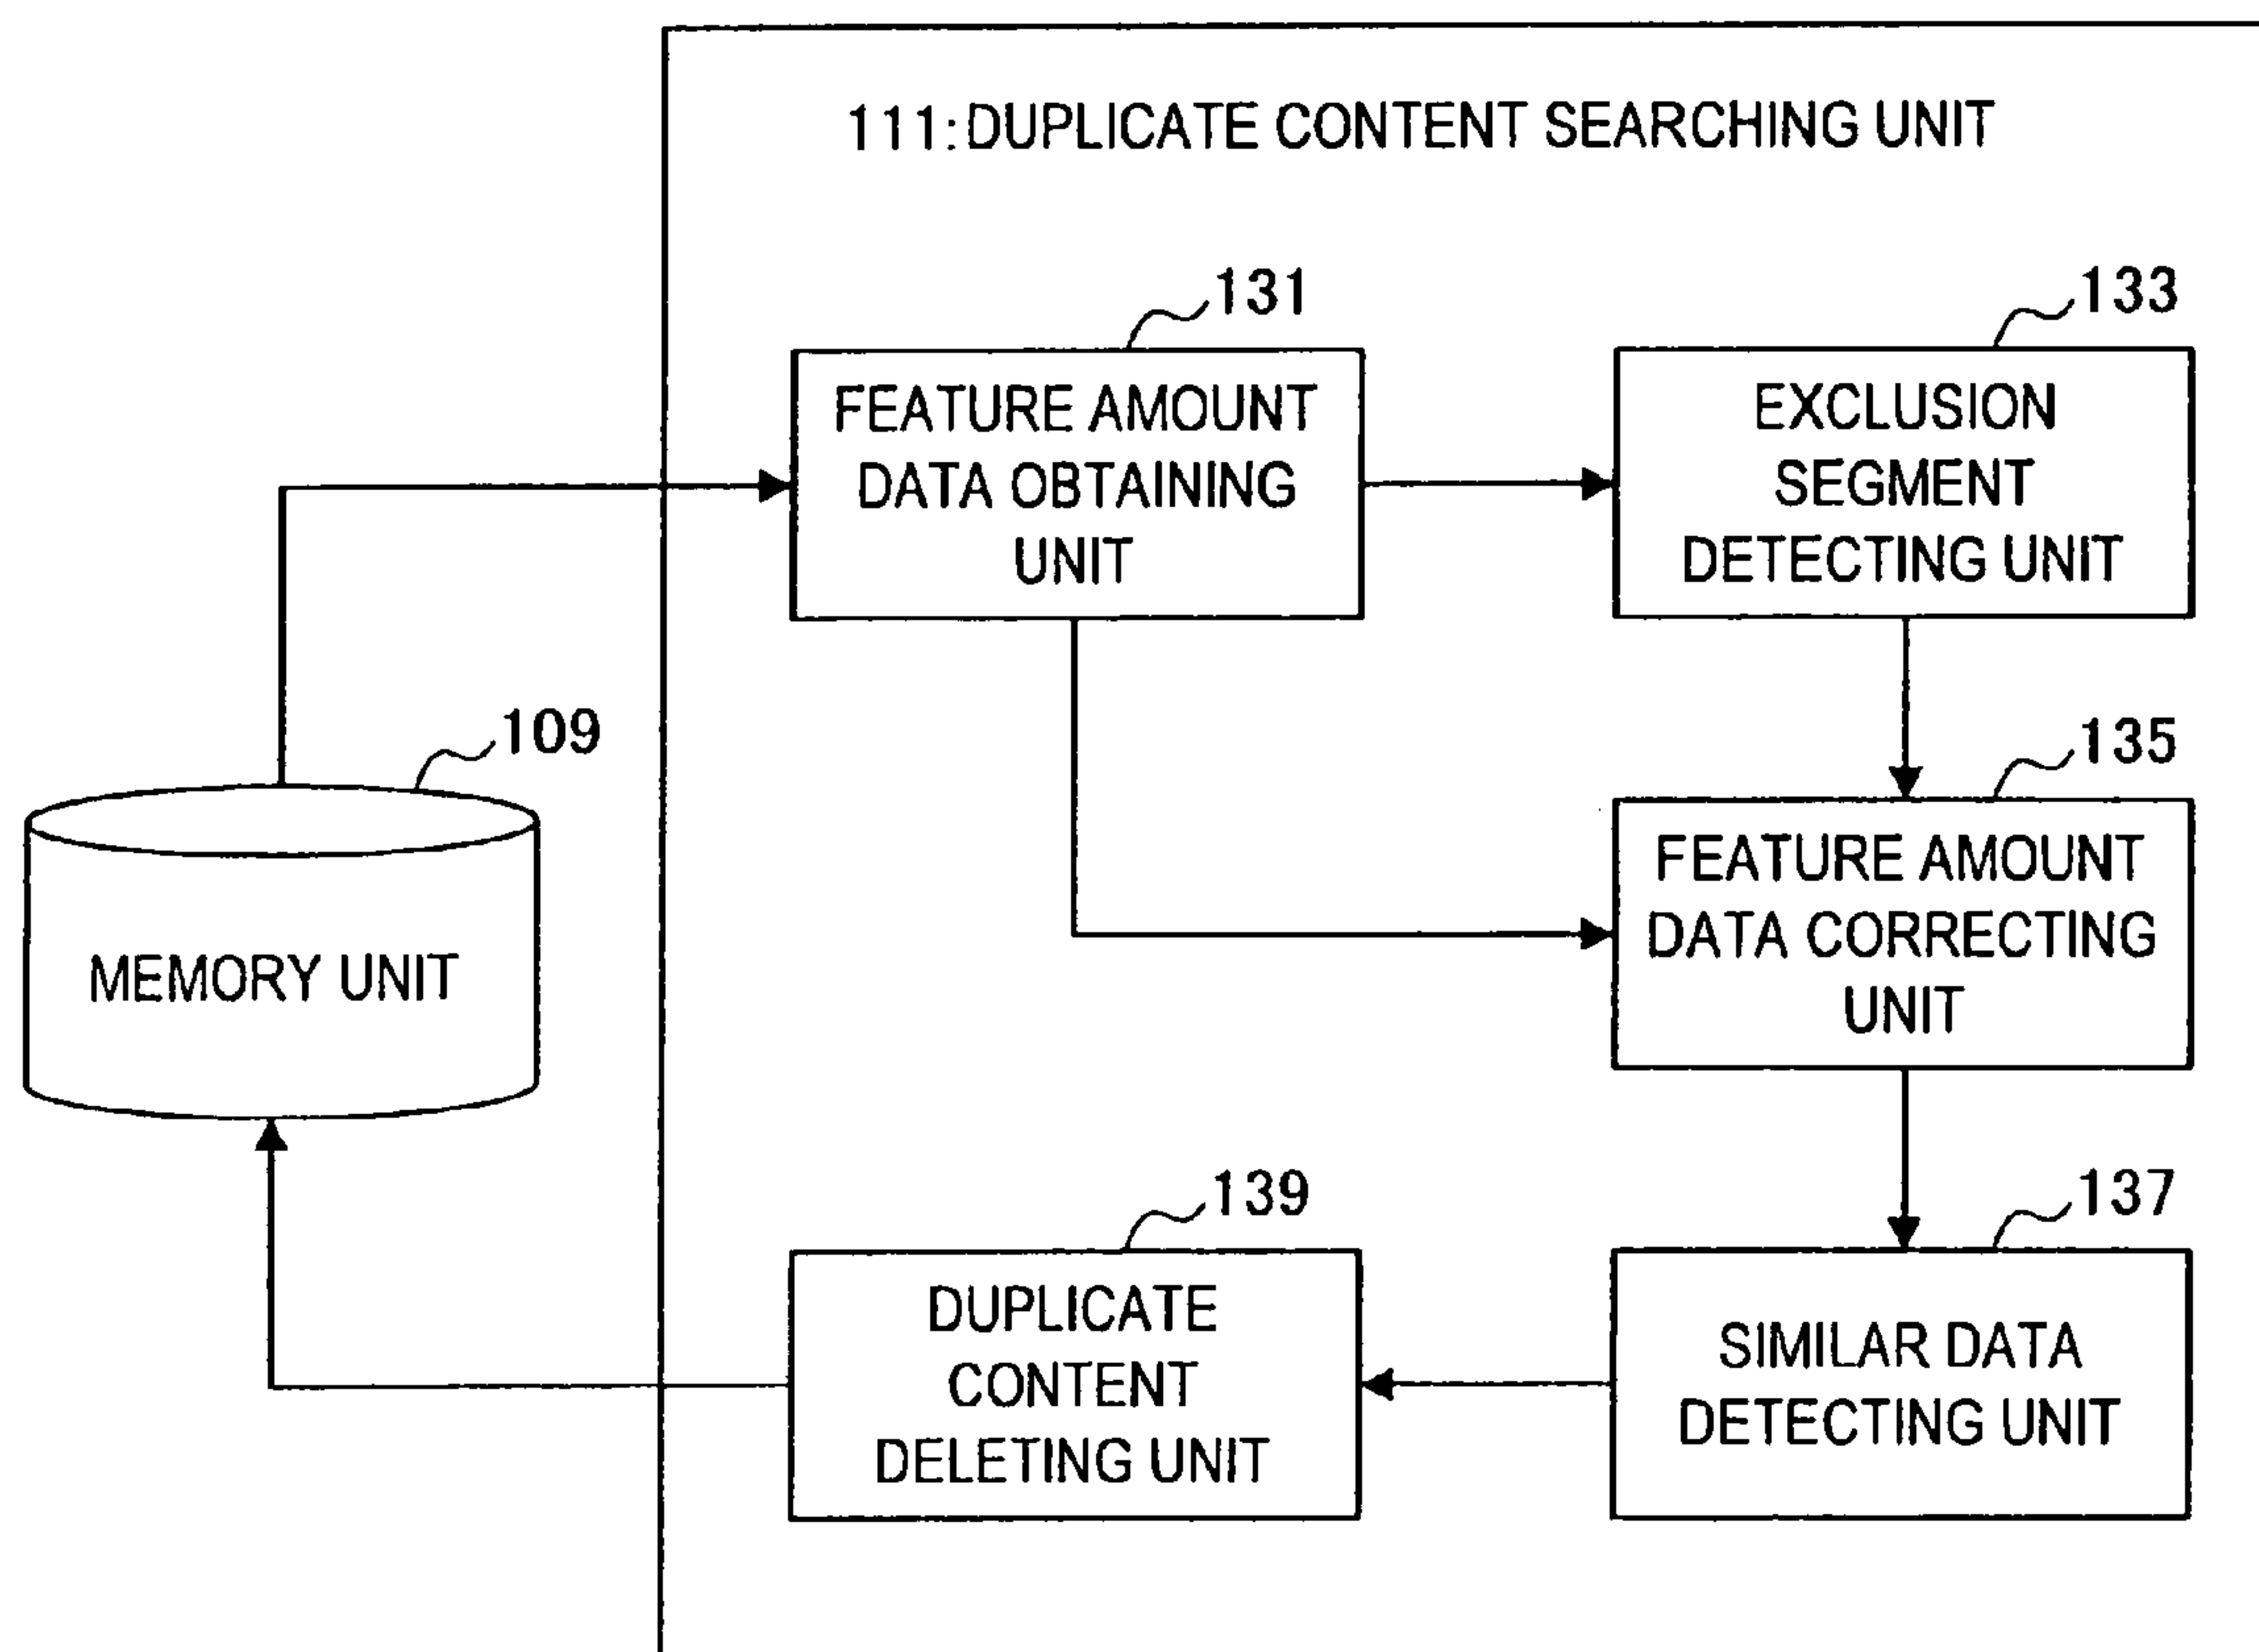 111:DUPLICATE CONTENT SEARCHING UNIT
131
133
FEATURE AMOUNT
DATA OBTAINING
UNIT
EXCLUSION
SEGMENT
DETECTING UNIT
109
135
MEMORY UNIT
FEATURE AMOUNT
DATA CORRECTING
UNIT
139
137
DUPLICATE
CONTENT
DELETING UNIT
SIMILAR DATA
DETECTING UNIT